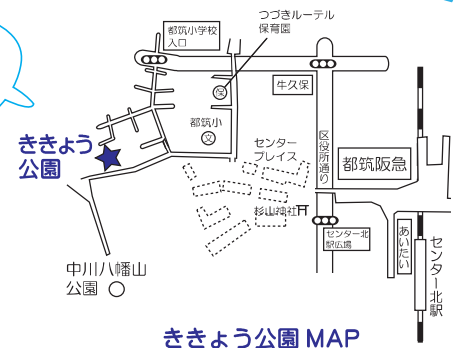 つづきルーテル
保育園
都筑小学校
入口
保
牛久保
都筑小
文
ききょう
公園
センター
プレイス
区役所通り
都筑阪急
杉山神社
センター北
駅広場
あいたい
センター北駅
中川八幡山
公園
ききょう公園 MAP